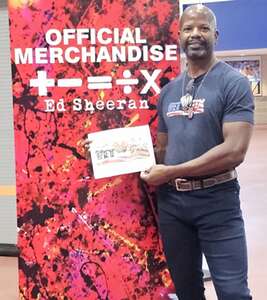 OFFICIAL
MERCHANDISE
+-=÷×
Ed Sheeran